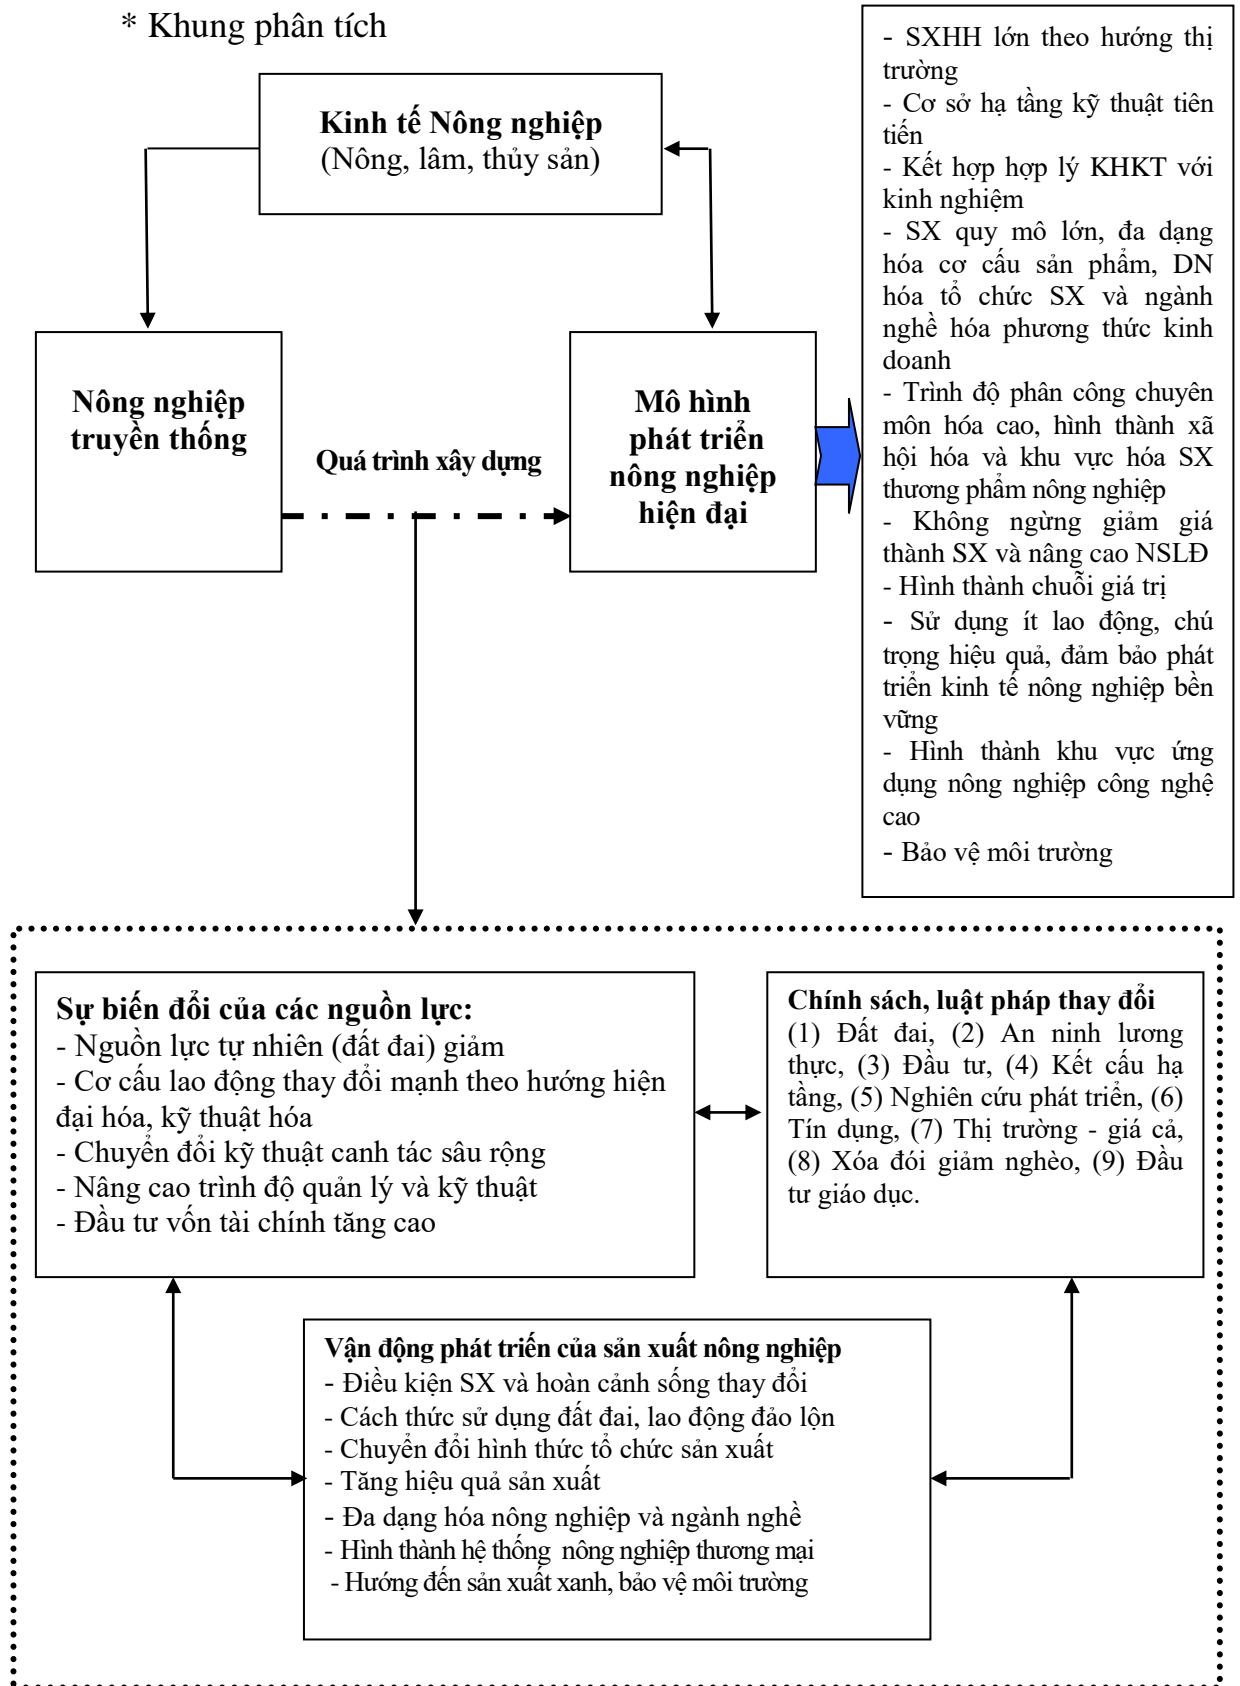 * Khung phân tích
Kinh tế Nông nghiệp
(Nông, lâm, thủy sản)
Nông nghiệp
truyền thống
Quá trình xây dựng
Mô hình
phát triển
nông nghiệp
hiện đại
- SXHH lớn theo hướng thị
trường
- Cơ sở hạ tầng kỹ thuật tiên
tiến
- Kết hợp hợp lý KHKT với
kinh nghiệm
- SX quy mô lớn, đa dạng
hóa cơ cấu sản phẩm, DN
hóa tổ chức SX và ngành
nghề hóa phương thức kinh
doanh
- Trình độ phân công chuyên
môn hóa cao, hình thành xã
hội hóa và khu vực hóa SX
thương phẩm nông nghiệp
- Không ngừng giảm giá
thành SX và nâng cao NSLĐ
- Hình thành chuỗi giá trị
- Sử dụng ít lao động, chú
trọng hiệu quả, đảm bảo phát
triển kinh tế nông nghiệp bền
vững
- Hình thành khu vực ứng
dụng nông nghiệp công nghệ
cao
- Bảo vệ môi trường
Sự biến đổi của các nguồn lực:
- Nguồn lực tự nhiên (đất đai) giảm
- Cơ cấu lao động thay đổi mạnh theo hướng hiện
đại hóa, kỹ thuật hóa
- Chuyển đổi kỹ thuật canh tác sâu rộng
- Nâng cao trình độ quản lý và kỹ thuật
- Đầu tư vốn tài chính tăng cao
Chính sách, luật pháp thay đổi
(1) Đất đai, (2) An ninh lương
thực, (3) Đầu tư, (4) Kết cấu hạ
tầng, (5) Nghiên cứu phát triển, (6)
Tín dụng, (7) Thị trường - giá cả,
(8) Xóa đói giảm nghèo, (9) Đầu
tư giáo dục.
Vận động phát triển của sản xuất nông nghiệp
- Điều kiện SX và hoàn cảnh sống thay đổi
- Cách thức sử dụng đất đai, lao động đảo lộn
- Chuyển đổi hình thức tổ chức sản xuất
- Tăng hiệu quả sản xuất
- Đa dạng hóa nông nghiệp và ngành nghề
- Hình thành hệ thống nông nghiệp thương mại
- Hướng đến sản xuất xanh, bảo vệ môi trường